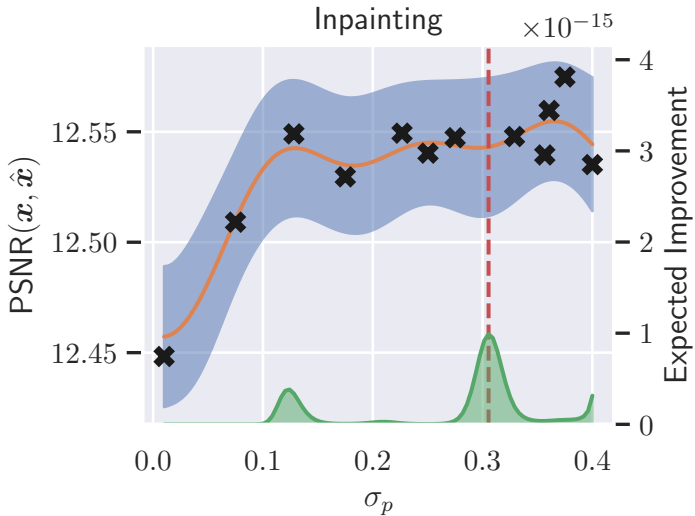 Inpainting
×10⁻¹⁵
PSNR(𝒙, 𝒙̂)
12.55
12.50
12.45
4
3
2
1
0
Expected Improvement
0.0 0.1 0.2 0.3 0.4
σₚ